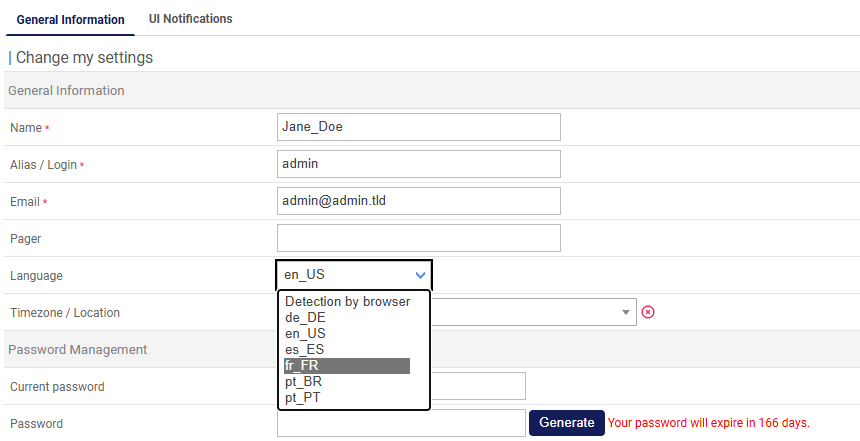 General Information UI Notifications
| Change my settings
General Information
Name * Jane_Doe
Alias / Login * admin
Email * admin@admin.tld
Pager
Language en_US
Detection by browser
Timezone / Location
de_DE
en_US
es_ES
Password Management
fr_FR
pt_BR
Current password
pt_PT
Password Generate Your password will expire in 166 days.